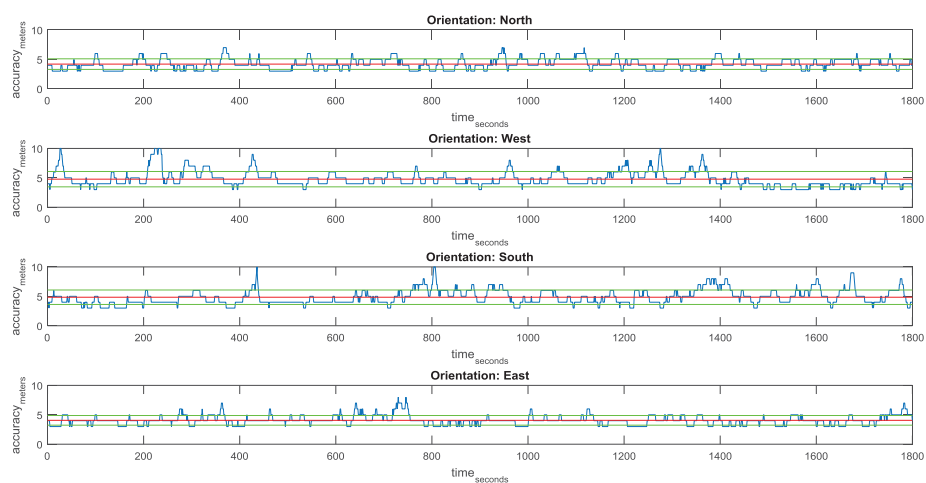 Orientation: North
10
5
0
accuracy meters
0 200 400 600 800 1000 1200 1400 1600 1800
time seconds
Orientation: West
10
5
0
accuracy meters
0 200 400 600 800 1000 1200 1400 1600 1800
time seconds
Orientation: South
10
5
0
accuracy meters
0 200 400 600 800 1000 1200 1400 1600 1800
time seconds
Orientation: East
10
5
0
accuracy meters
0 200 400 600 800 1000 1200 1400 1600 1800
time seconds